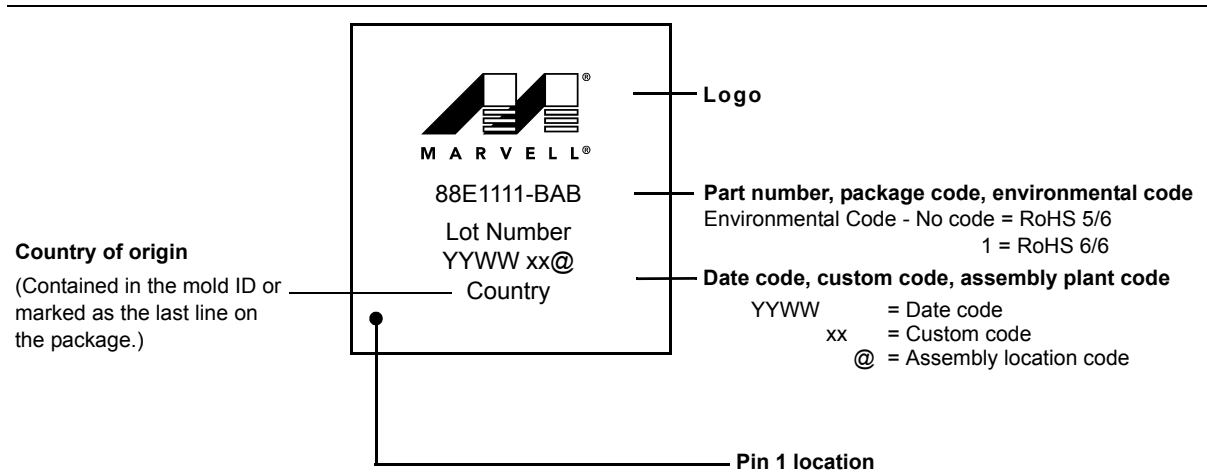 ®
MARVELL®
88E1111-BAB
Lot Number
YYWW xx@
Country
Logo
Part number, package code, environmental code
Environmental Code - No code = RoHS 5/6
1 = RoHS 6/6
Date code, custom code, assembly plant code
YYWW = Date code
xx = Custom code
@ = Assembly location code
Country of origin
(Contained in the mold ID or
marked as the last line on
the package.)
Pin 1 location